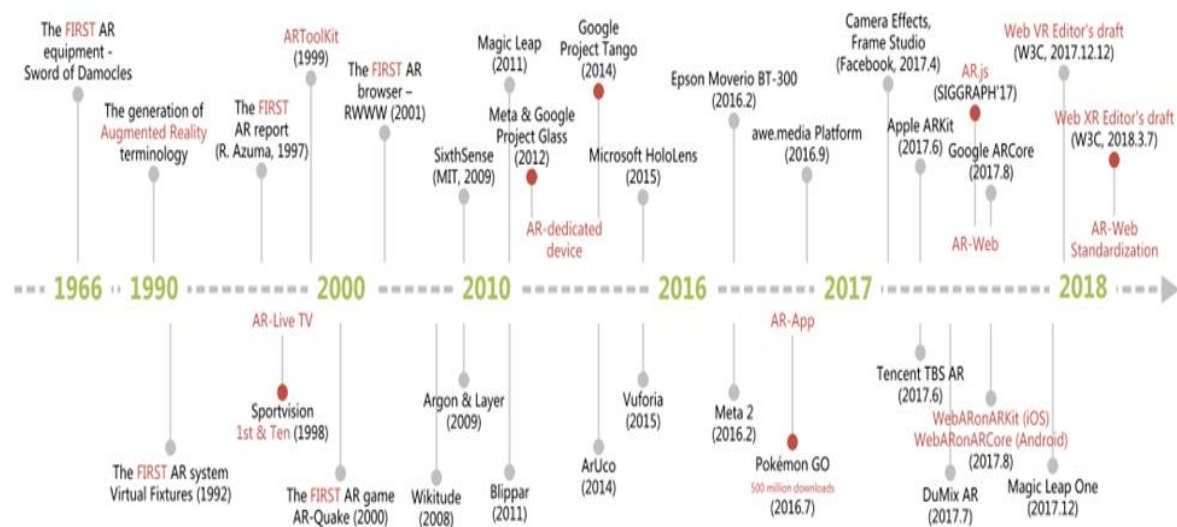 The FIRST AR
equipment -
Sword of Damocles
(1966)
The generation of
Augmented Reality
terminology
The FIRST
AR report
(R. Azuma, 1997)
ARToolKit
(1999)
The FIRST AR
browser –
RWWW (2001)
SixthSense
(MIT, 2009)
Magic Leap
(2011)
Meta & Google
Project Glass
(2012)
Google
Project Tango
(2014)
AR-dedicated
device
Microsoft HoloLens
(2015)
Epson Moverio BT-300
(2016.2)
awe.media Platform
(2016.9)
Camera Effects,
Frame Studio
(Facebook, 2017.4)
Apple ARKit
(2017.6)
AR.js
(SIGGRAPH'17)
Google ARCore
(2017.8)
AR-Web
Web VR Editor's draft
(W3C, 2017.12.12)
Web XR Editor's draft
(W3C, 2018.3.7)
AR-Web
Standardization
1966
1990
2000
2010
2016
2017
2018
The FIRST AR system
Virtual Fixtures (1992)
AR-Live TV
Sportvision
1st & Ten (1998)
The FIRST AR game
AR-Quake (2000)
Wikitude
(2008)
Argon & Layer
(2009)
Blippar
(2011)
ArUco
(2014)
Vuforia
(2015)
Meta 2
(2016.2)
AR-App
Pokémon GO
500 million downloads
(2016.7)
Tencent TBS AR
(2017.6)
DuMix AR
(2017.7)
WebARonARKit (iOS)
WebARonARCore (Android)
(2017.8)
Magic Leap One
(2017.12)